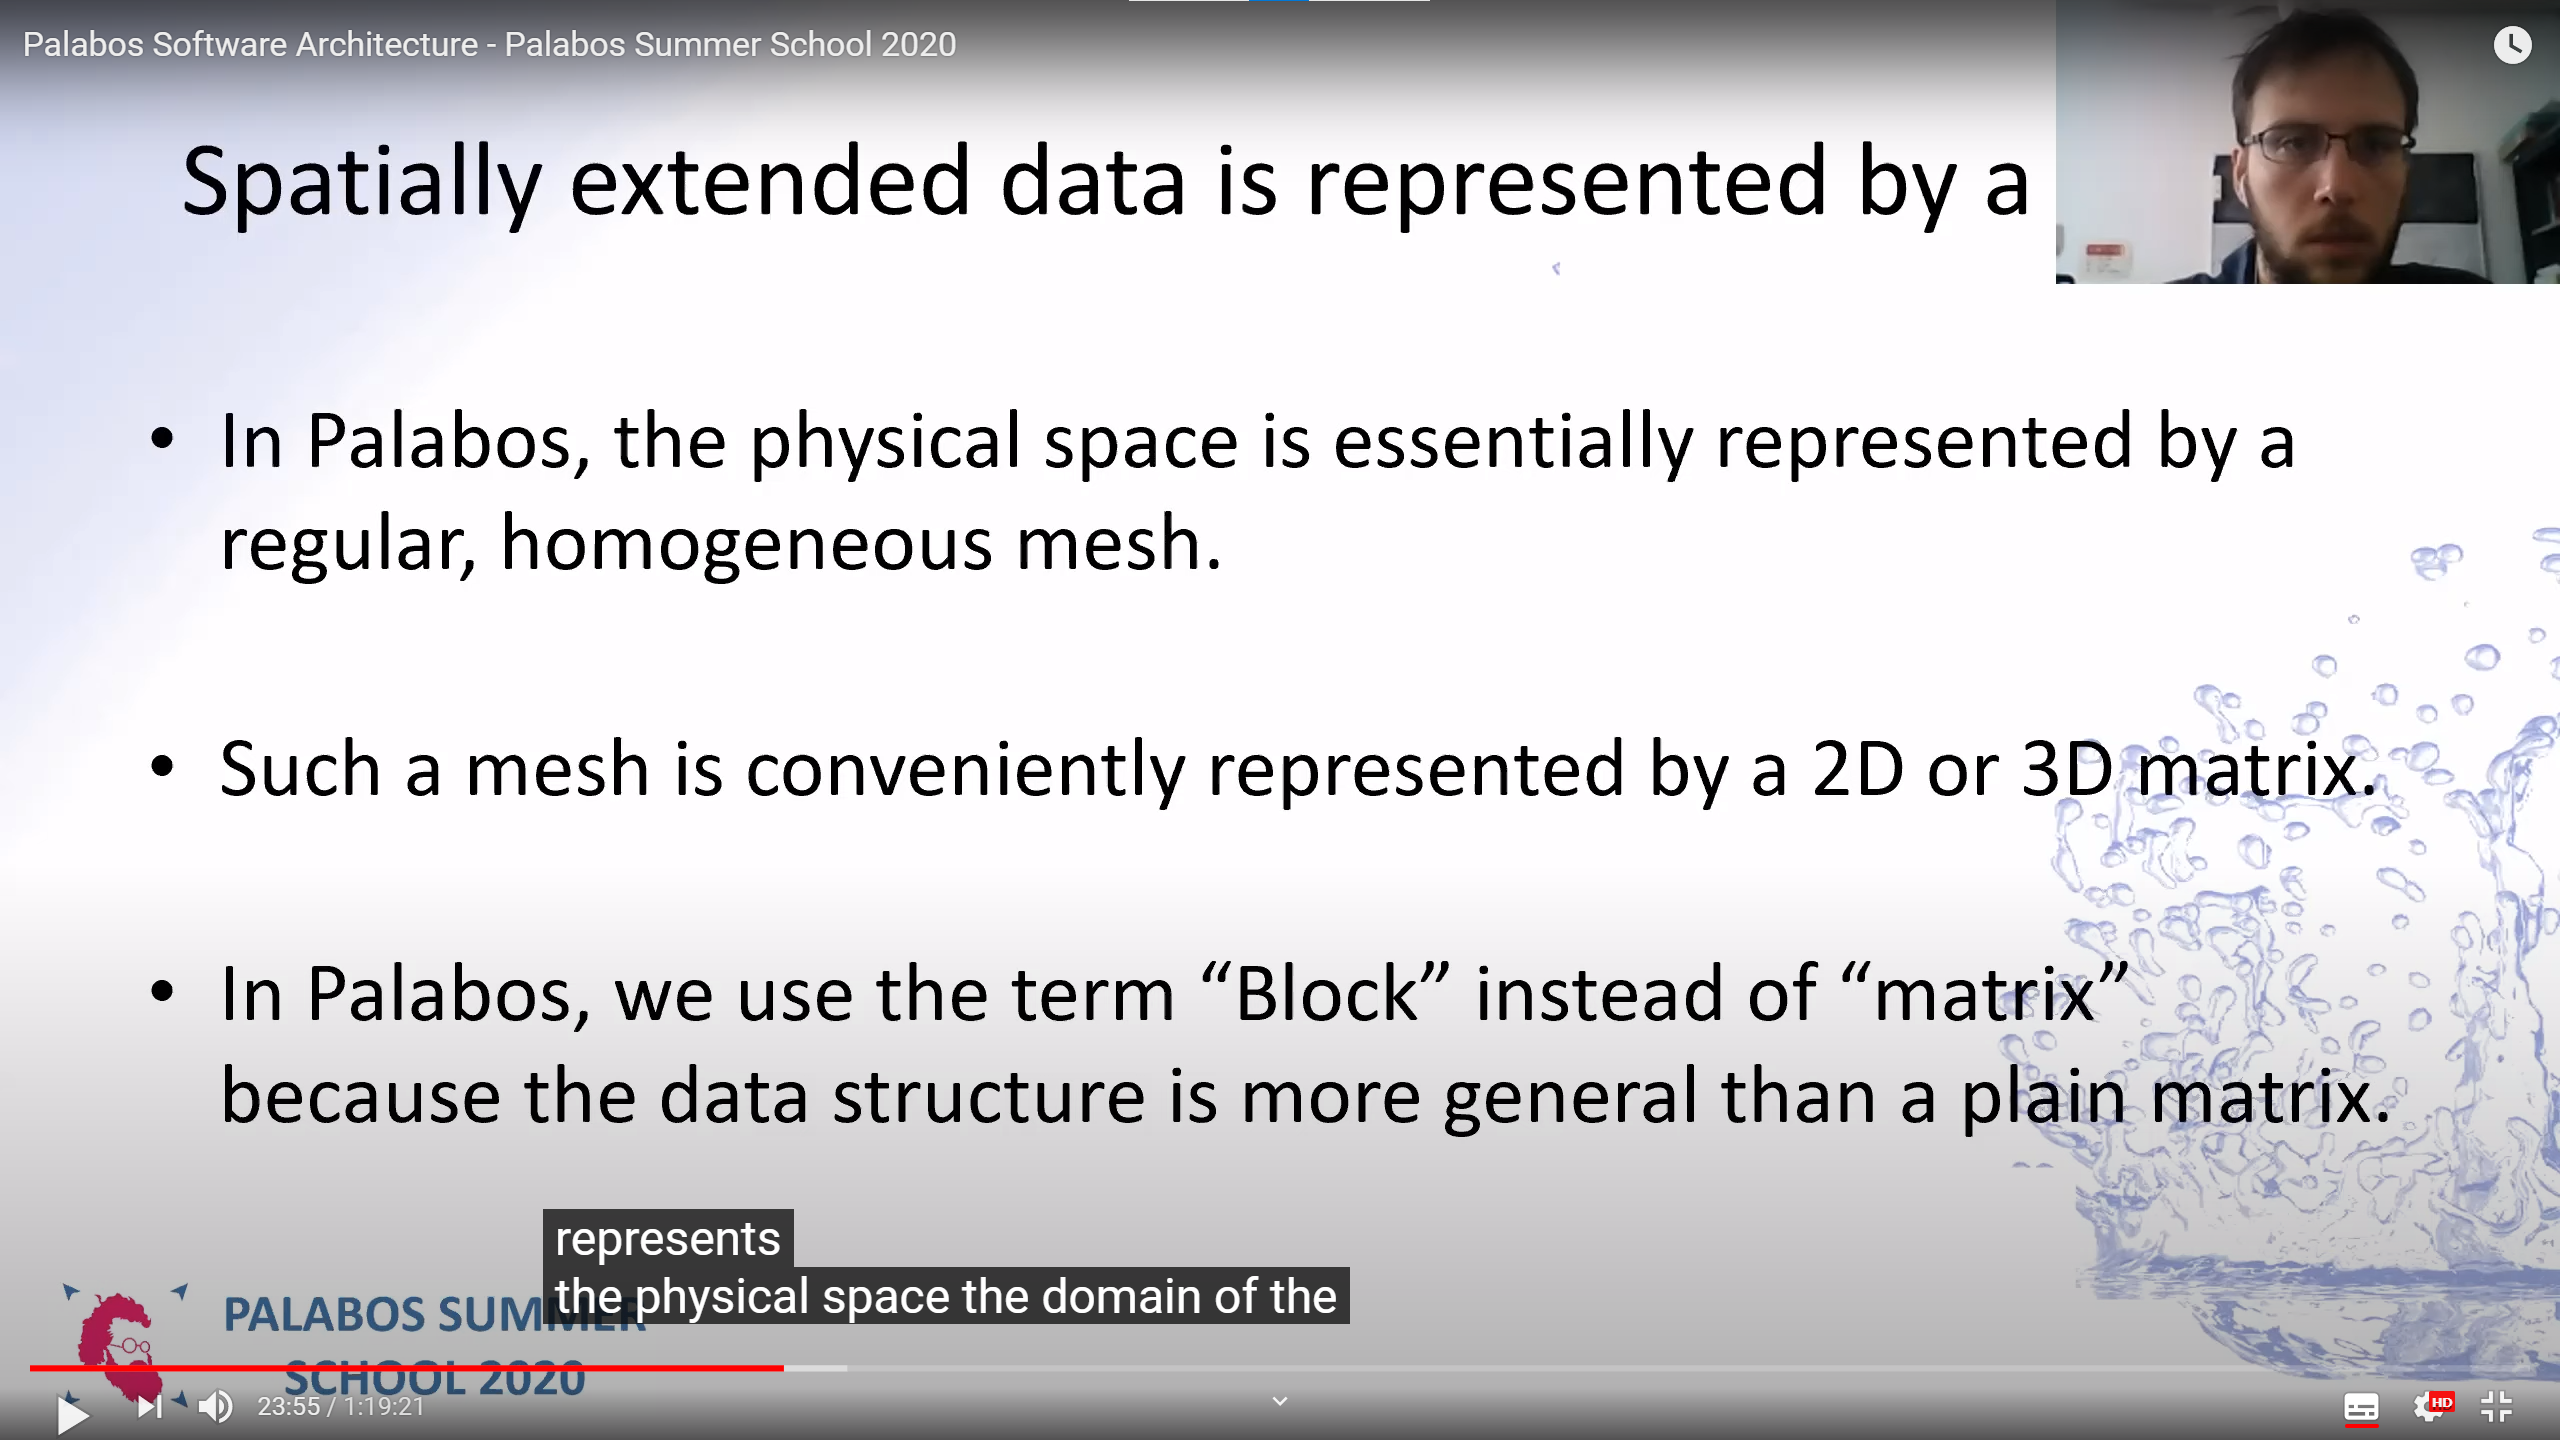 Palabos Software Architecture - Palabos Summer School 2020
Spatially extended data is represented by a
• In Palabos, the physical space is essentially represented by a
regular, homogeneous mesh.
• Such a mesh is conveniently represented by a 2D or 3D matrix.
• In Palabos, we use the term “Block” instead of “matrix”
because the data structure is more general than a plain matrix.
represents
the physical space the domain of the
PALABOS SUMMER
SCHOOL 2020
23:55 / 1:19:21
HD